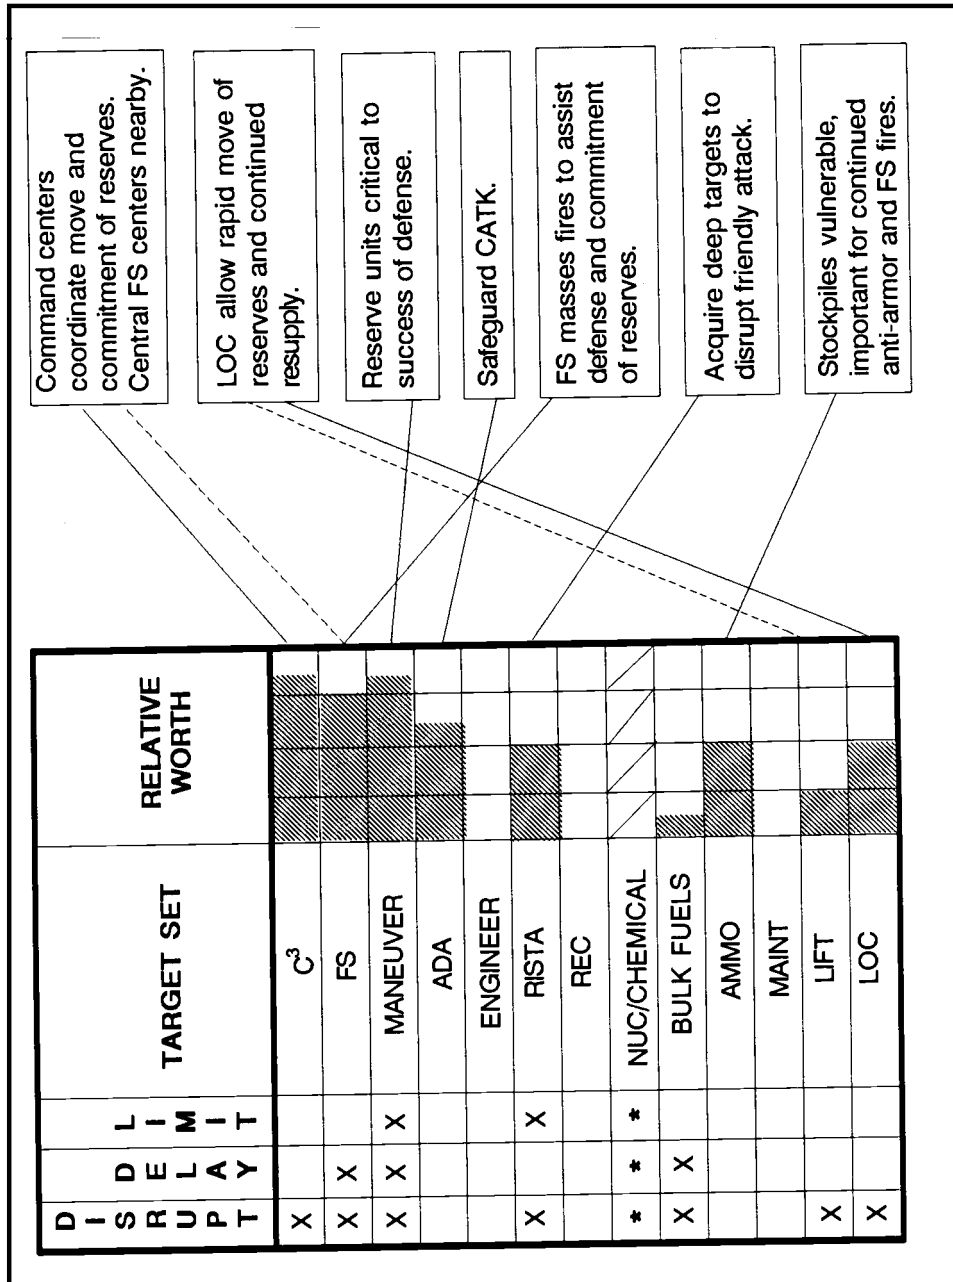 DISRUPT
DELAY
LIMIT
TARGET SET
RELATIVE
WORTH
X C³
X X FS
X X X MANEUVER
ADA
ENGINEER
X X RISTA
REC
* * * NUC/CHEMICAL
X X BULK FUELS
AMMO
MAINT
X LIFT
X LOC
Command centers
coordinate move and
commitment of reserves.
Central FS centers nearby.
LOC allow rapid move of
reserves and continued
resupply.
Reserve units critical to
success of defense.
Safeguard CATK.
FS masses fires to assist
defense and commitment
of reserves.
Acquire deep targets to
disrupt friendly attack.
Stockpiles vulnerable,
important for continued
anti-armor and FS fires.